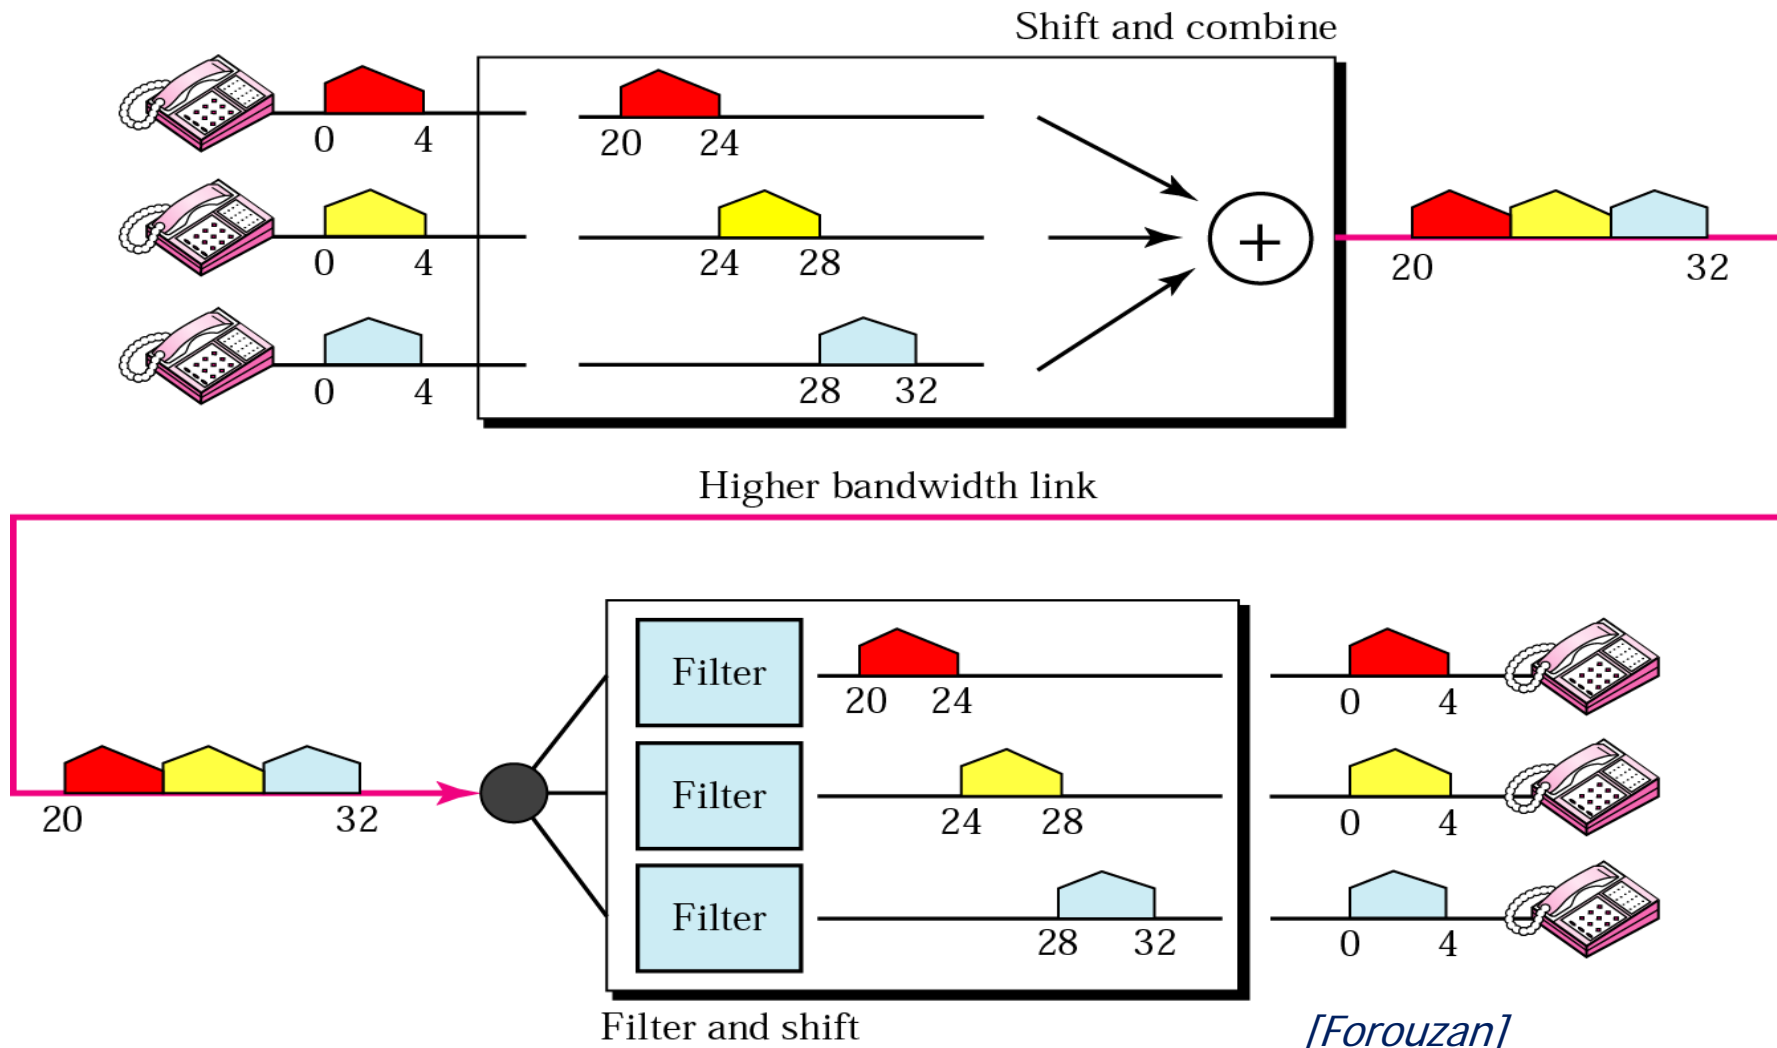 Shift and combine
0 4
20 24
0 4
24 28
+
20 32
0 4
28 32
Higher bandwidth link
Filter
20 24
0 4
20 32
Filter
24 28
0 4
Filter
28 32
0 4
Filter and shift
[Forouzan]